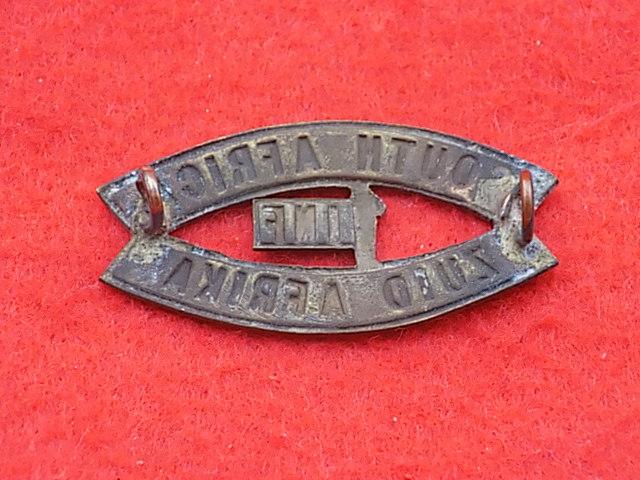 SOUTH AFRICA
1 INF
ZUID AFRIKA